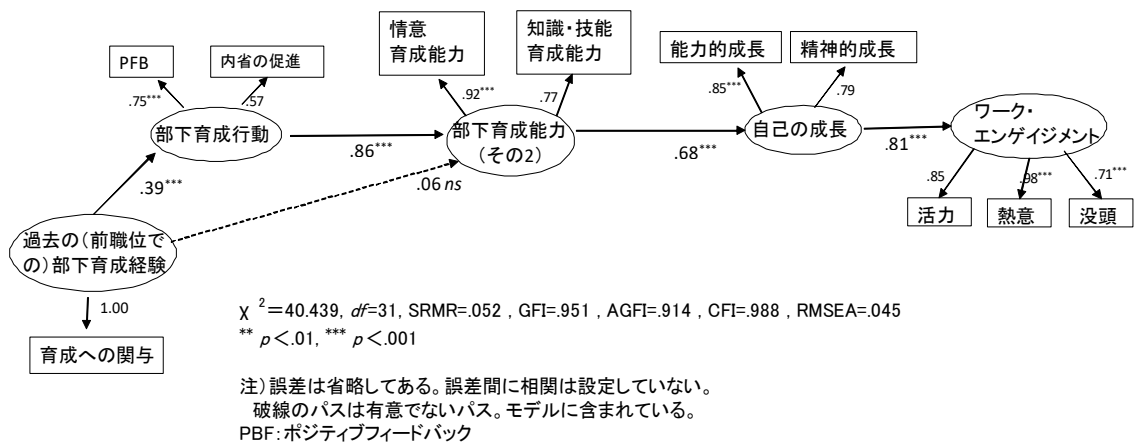 情意
育成能力
知識・技能
育成能力
能力的成長
精神的成長
PFB
内省の促進
.75***
.57
.92***
.77
.85***
.79
部下育成行動
.86***
部下育成能力
(その2)
.68***
自己の成長
.81***
ワーク・
エンゲイジメント
.39***
.06 ns
.85
.98***
.71***
活力
熱意
没頭
過去の(前職位で
の)部下育成経験
1.00
育成への関与
χ ²=40.439, df=31, SRMR=.052 , GFI=.951 , AGFI=.914 , CFI=.988 , RMSEA=.045
** p<.01, *** p<.001
注)誤差は省略してある。誤差間に相関は設定していない。
破線のパスは有意でないパス。モデルに含まれている。
PBF:ポジティブフィードバック